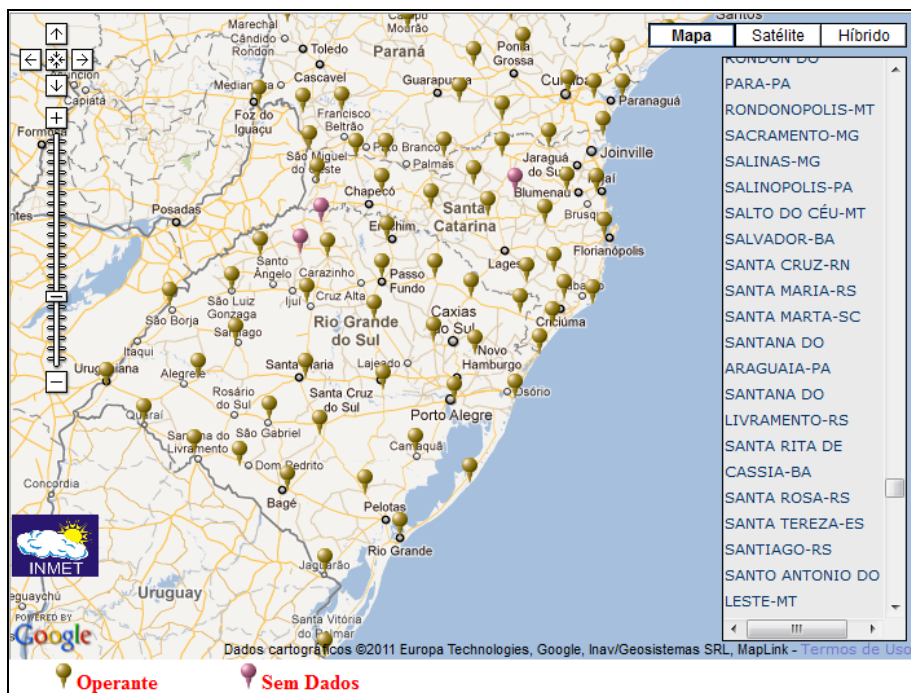 Santos
Mapa Satélite Híbrido
Marechal
Cândido
Rondon
Campo
Mourão
Toledo
Paraná
Ponta
Grossa
Cascavel
Guarapuava
Paranaguá
Foz do
Iguaçu
Francisco
Beltrão
Pato Branco
Palmas
São Miguel
do Oeste
Jaraguá
do Sul
Joinville
Chapecó
Blumenau
Brusque
Posadas
Santa
Catarina
Florianópolis
Lages
Santo
Ângelo
Carazinho
Passo
Fundo
São Luiz
Gonzaga
Ijuí
Cruz Alta
Criciúma
São Borja
Santiago
Rio Grande
do Sul
Caxias
do Sul
Itaqui
Uruguaiana
Alegrete
Santa Maria
Lajeado
Novo
Hamburgo
Rosário
do Sul
Santa Cruz
do Sul
Osório
Porto Alegre
Quaraí
São Gabriel
Santana do
Livramento
Camaquã
Dom Pedrito
Concordia
Bagé
Pelotas
Rio Grande
Jaguarão
Uruguay
Santa Vitória
do Palmar
INMET
POWERED BY
Google
RONDON DO
PARA-PA
RONDONOPOLIS-MT
SACRAMENTO-MG
SALINAS-MG
SALINOPOLIS-PA
SALTO DO CÉU-MT
SALVADOR-BA
SANTA CRUZ-RN
SANTA MARIA-RS
SANTA MARTA-SC
SANTANA DO
ARAGUAIA-PA
SANTANA DO
LIVRAMENTO-RS
SANTA RITA DE
CASSIA-BA
SANTA ROSA-RS
SANTA TEREZA-ES
SANTIAGO-RS
SANTO ANTONIO DO
LESTE-MT
Dados cartográficos ©2011 Europa Technologies, Google, Inav/Geosistemas SRL, MapLink - Termos de Uso
Operante Sem Dados